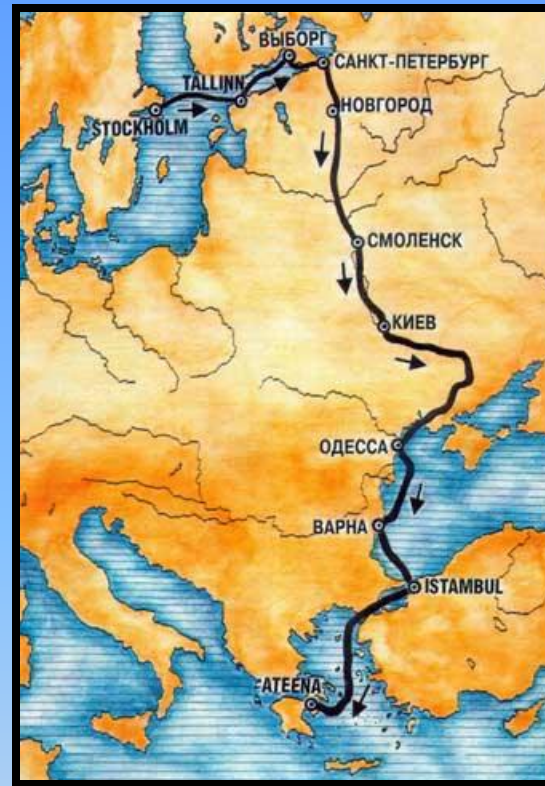 ВЫБОРГ
САНКТ-ПЕТЕРБУРГ
TALLINN
НОВГОРОД
STOCKHOLM
СМОЛЕНСК
КИЕВ
ОДЕССА
ВАРНА
ISTAMBUL
ATEENA